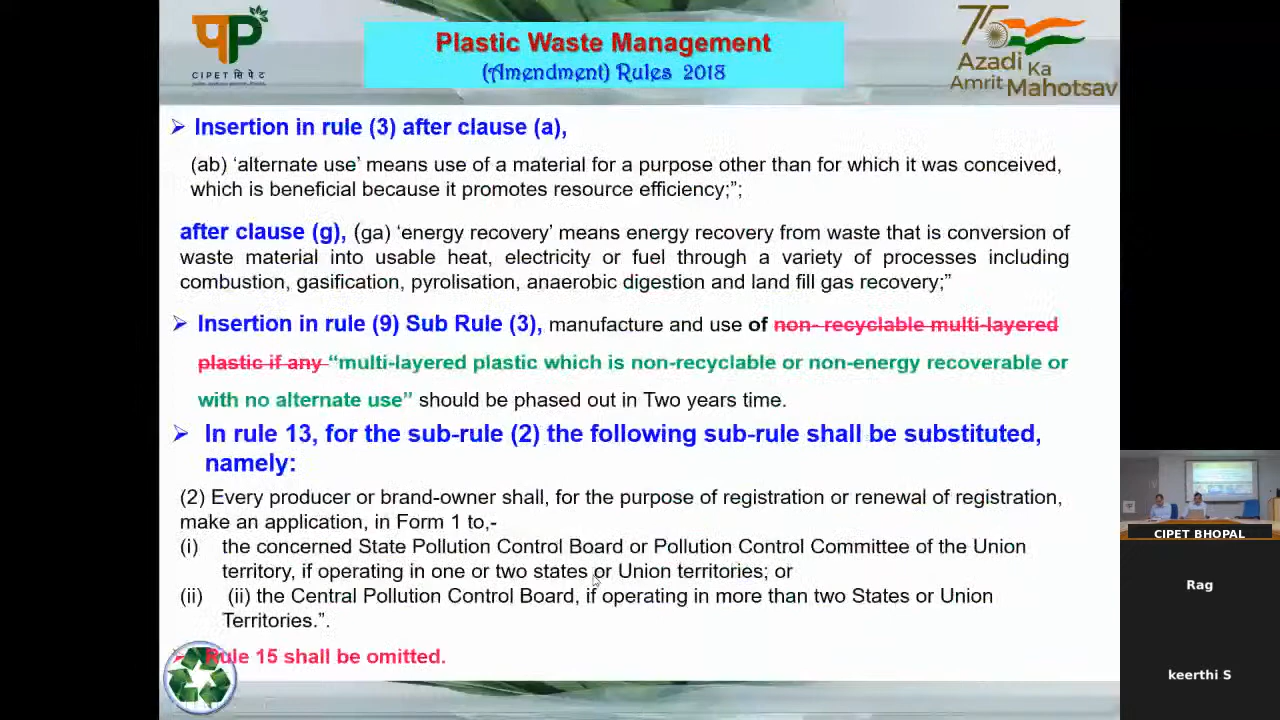 पP
CIPET सिपेट
Plastic Waste Management
(Amendment) Rules 2018
75
Azadi Ka
Amrit Mahotsav
➢ Insertion in rule (3) after clause (a),
(ab) ‘alternate use’ means use of a material for a purpose other than for which it was conceived,
which is beneficial because it promotes resource efficiency;”;
after clause (g), (ga) ‘energy recovery’ means energy recovery from waste that is conversion of
waste material into usable heat, electricity or fuel through a variety of processes including
combustion, gasification, pyrolisation, anaerobic digestion and land fill gas recovery;”
➢ Insertion in rule (9) Sub Rule (3), manufacture and use of non- recyclable multi-layered
plastic if any “multi-layered plastic which is non-recyclable or non-energy recoverable or
with no alternate use” should be phased out in Two years time.
➢ In rule 13, for the sub-rule (2) the following sub-rule shall be substituted,
namely:
(2) Every producer or brand-owner shall, for the purpose of registration or renewal of registration,
make an application, in Form 1 to,-
(i) the concerned State Pollution Control Board or Pollution Control Committee of the Union
territory, if operating in one or two states or Union territories; or
(ii) (ii) the Central Pollution Control Board, if operating in more than two States or Union
Territories.”.
➢ Rule 15 shall be omitted.
CIPET BHOPAL
Rag
keerthi S